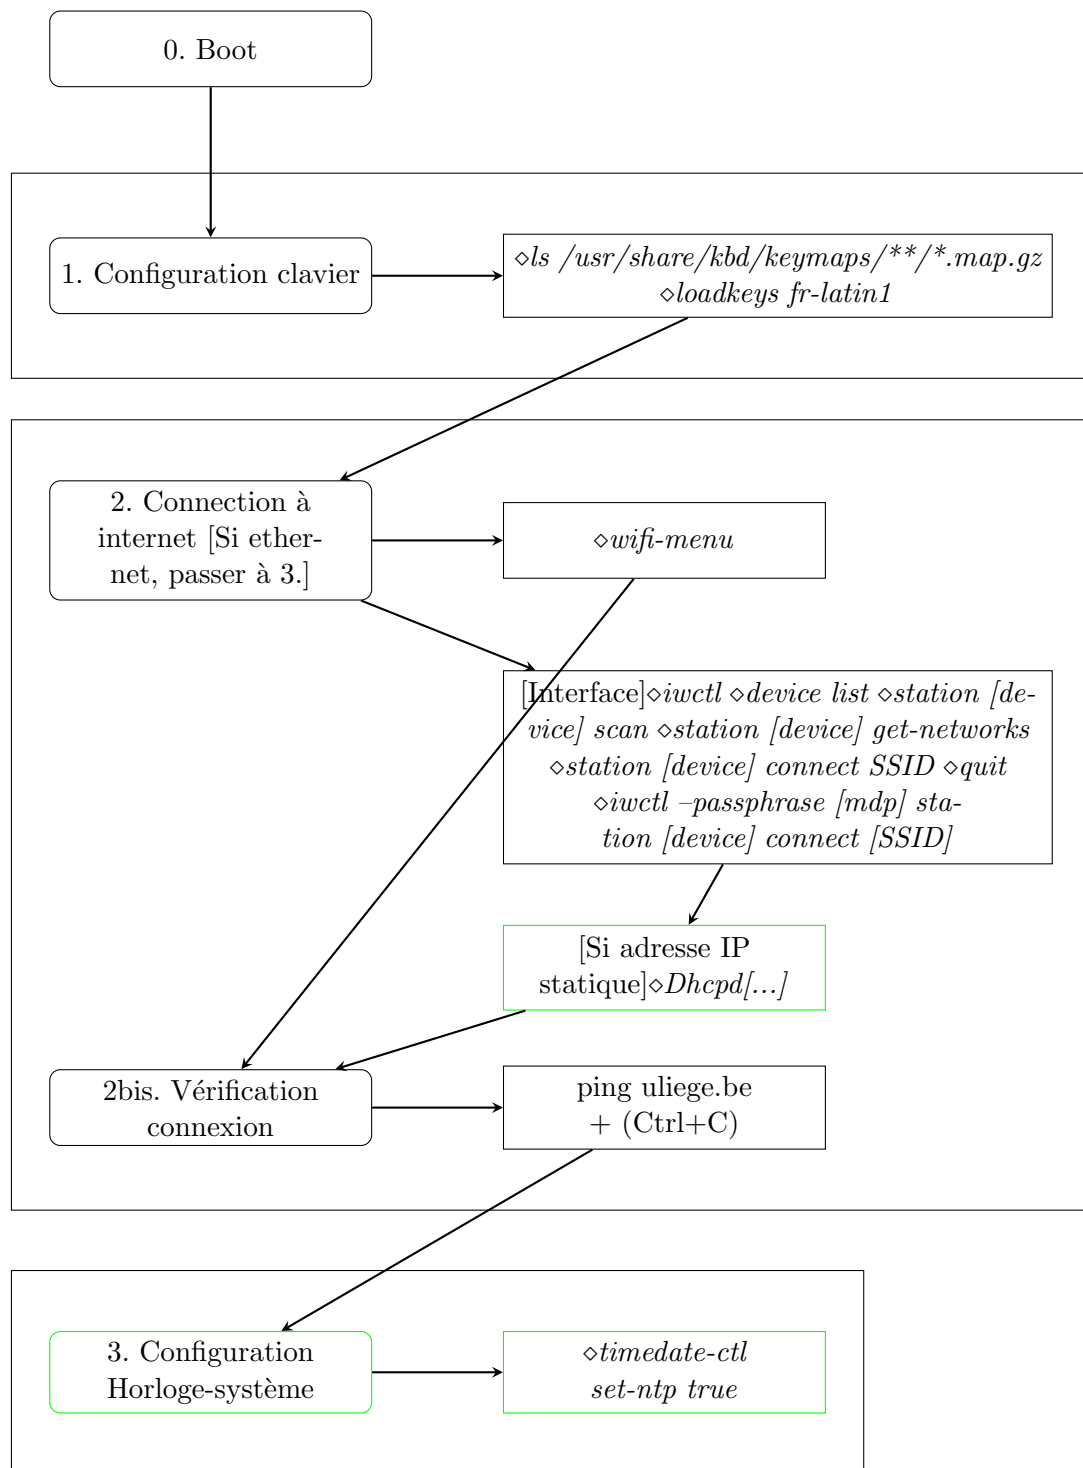 0. Boot
1. Configuration clavier
⋄ls /usr/share/kbd/keymaps/**/*.map.gz
⋄loadkeys fr-latin1
2. Connection à
internet [Si ether-
net, passer à 3.]
⋄wifi-menu
[Interface]⋄iwctl ⋄device list ⋄station [de-
vice] scan ⋄station [device] get-networks
⋄station [device] connect SSID ⋄quit
⋄iwctl –passphrase [mdp] sta-
tion [device] connect [SSID]
[Si adresse IP
statique]⋄Dhcpd[...]
2bis. Vérification
connexion
ping uliege.be
+ (Ctrl+C)
3. Configuration
Horloge-système
⋄timedate-ctl
set-ntp true